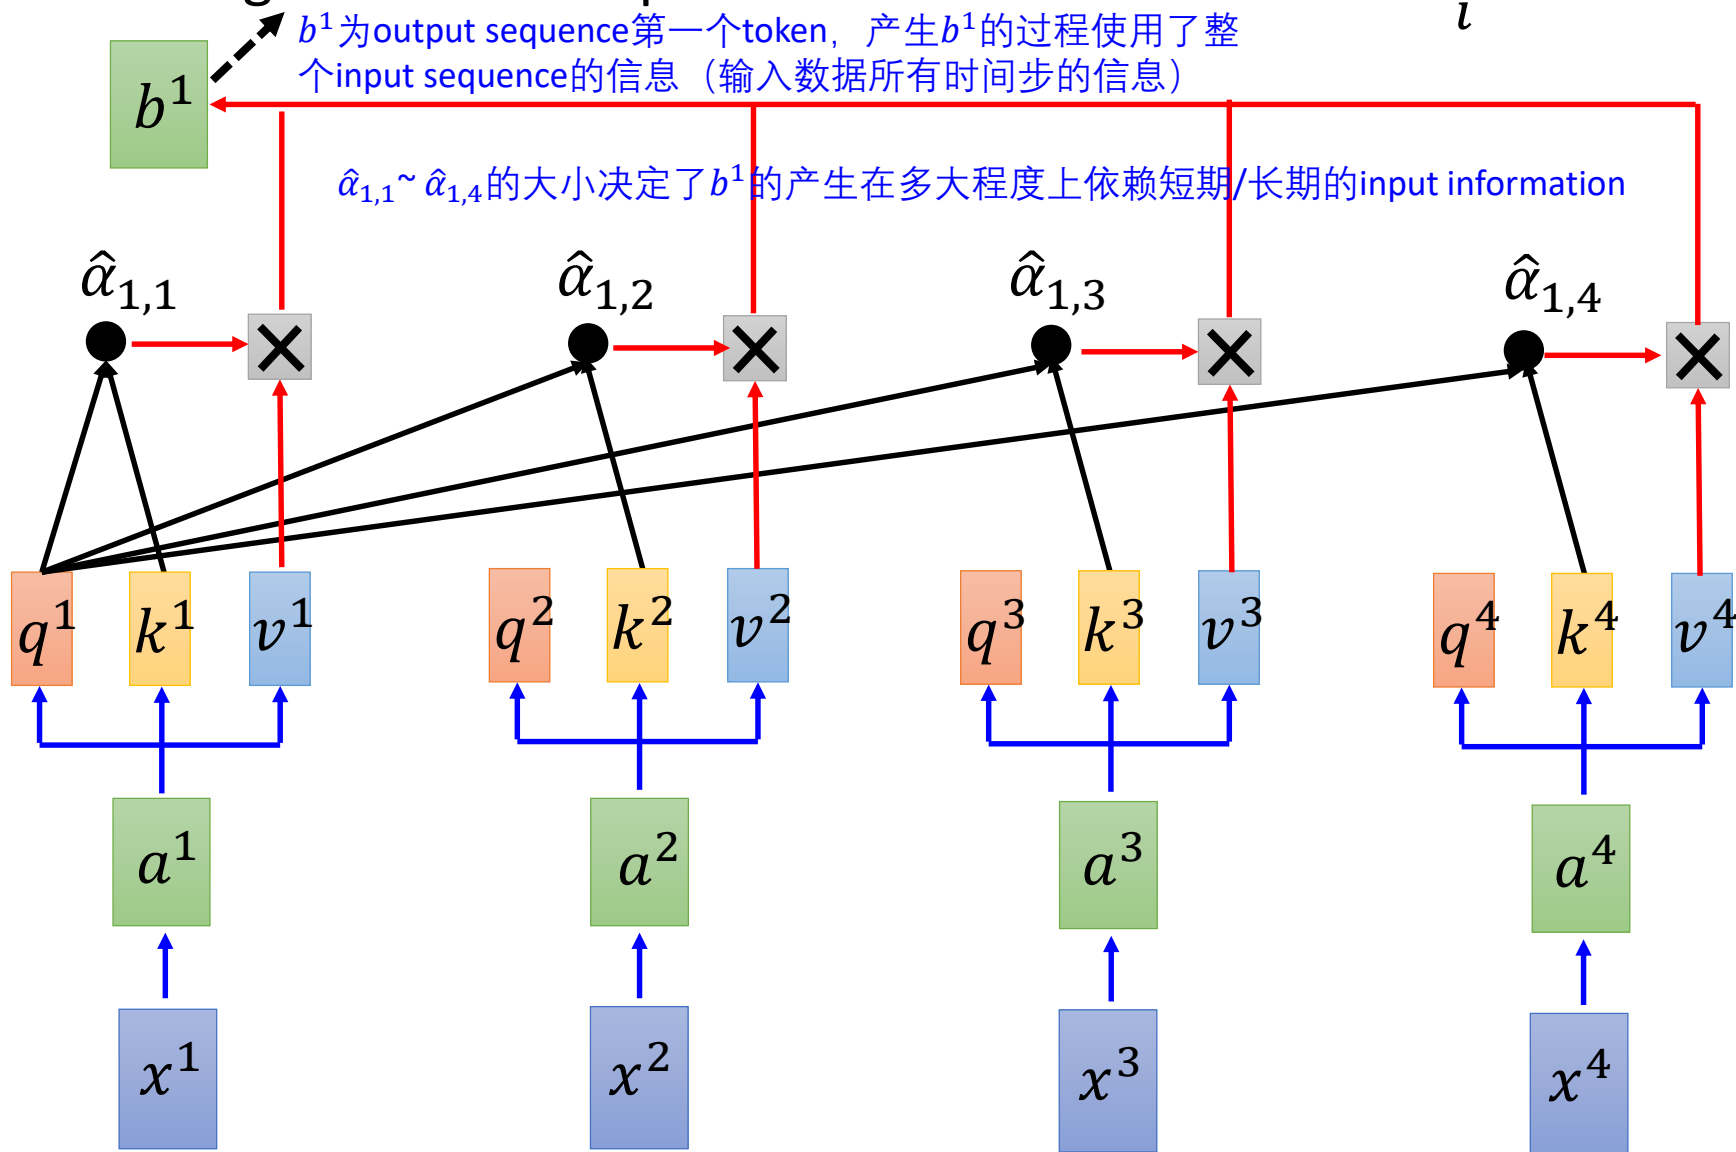 i
b¹为output sequence第一个token，产生b¹的过程使用了整
个input sequence的信息（输入数据所有时间步的信息）
b¹
α̂₁,₁~ α̂₁,₄的大小决定了b¹的产生在多大程度上依赖短期/长期的input information
α̂₁,₁ α̂₁,₂ α̂₁,₃ α̂₁,₄
q¹ k¹ v¹ q² k² v² q³ k³ v³ q⁴ k⁴ v⁴
a¹ a² a³ a⁴
x¹ x² x³ x⁴